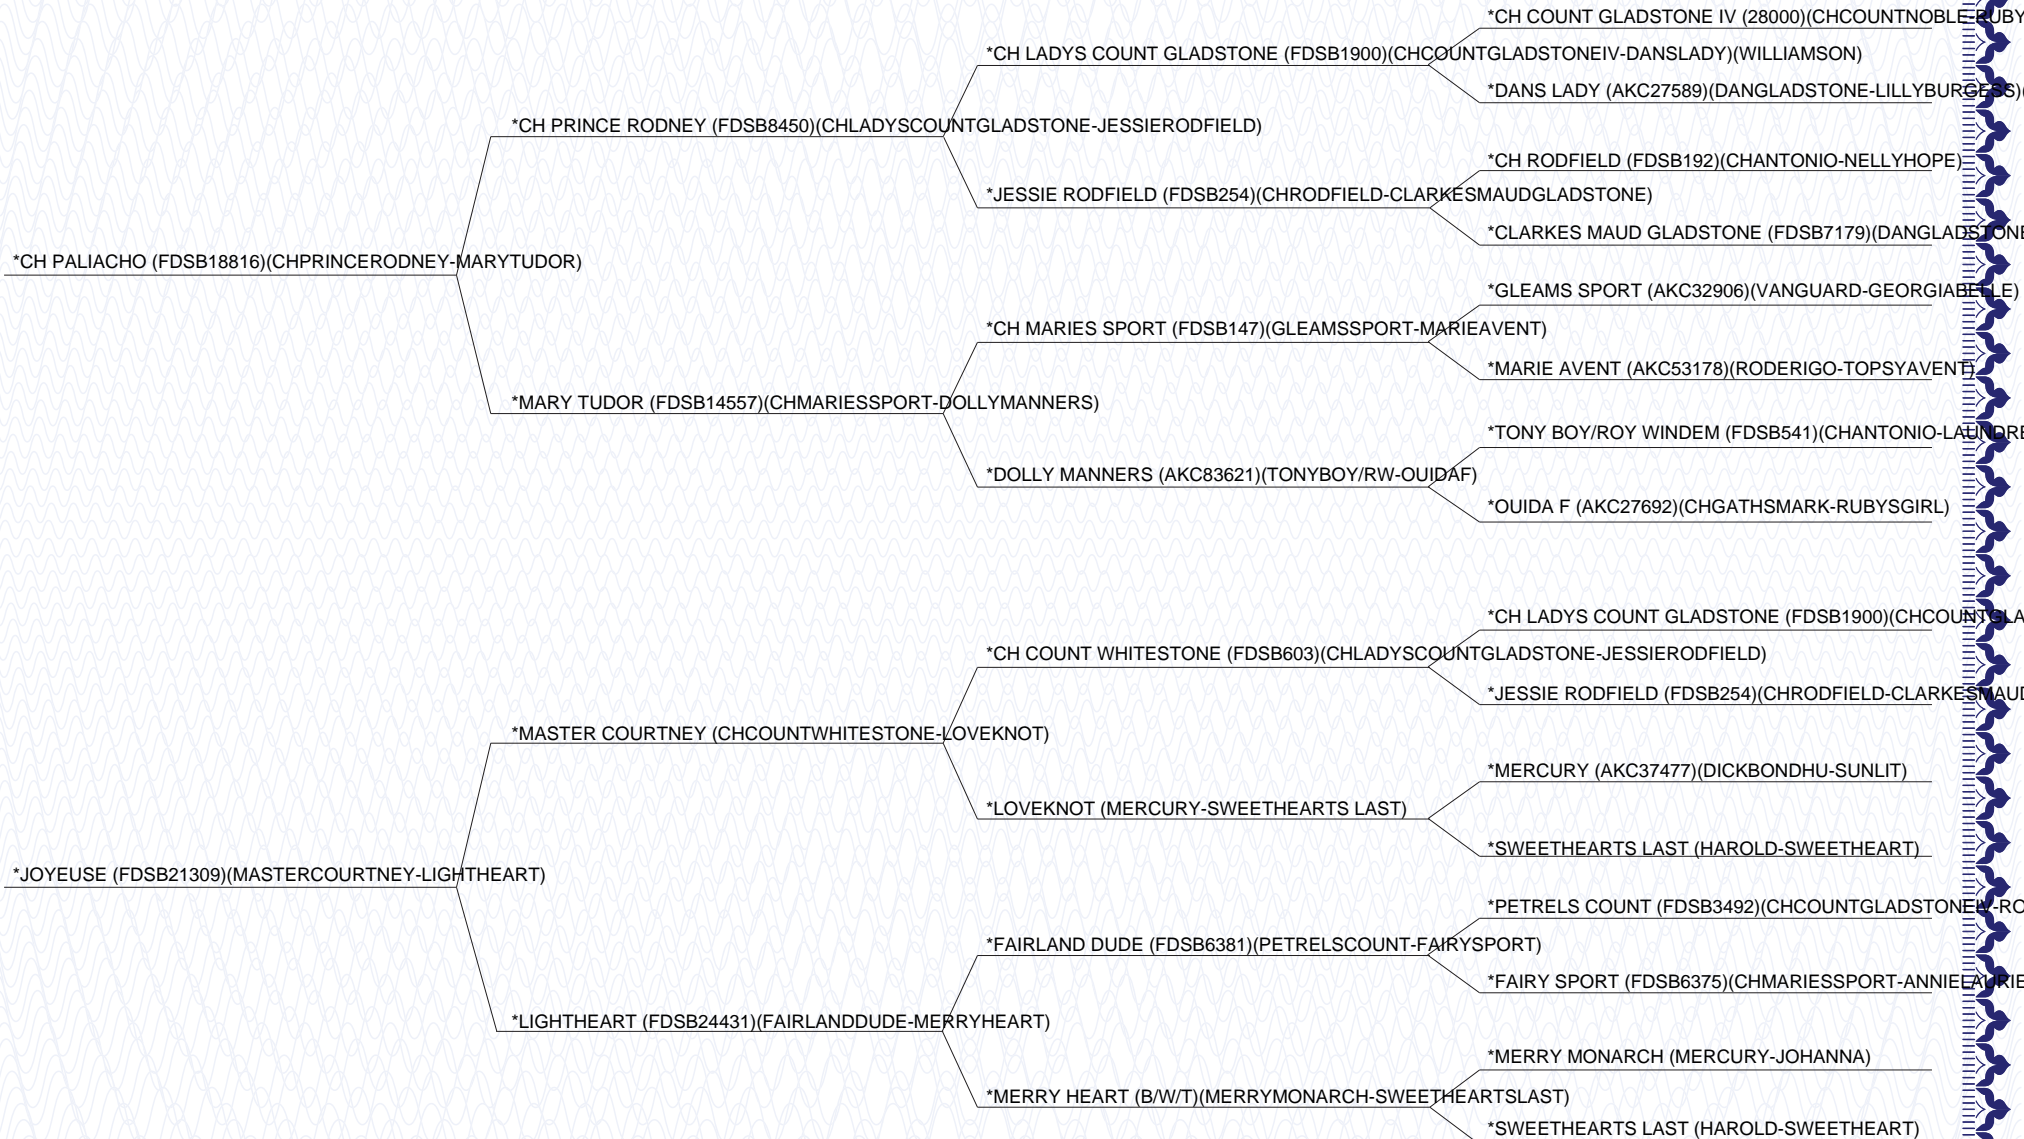 *CH COUNT GLADSTONE IV (28000)(CHCOUNTNOBLE-RUBY
*CH LADYS COUNT GLADSTONE (FDSB1900)(CHCOUNTGLADSTONEIV-DANSLADY)(WILLIAMSON)
*DANS LADY (AKC27589)(DANGLADSTONE-LILLYBURGESS)(
*CH PRINCE RODNEY (FDSB8450)(CHLADYSCOUNTGLADSTONE-JESSIERODFIELD)
*CH RODFIELD (FDSB192)(CHANTONIO-NELLYHOPE)
*JESSIE RODFIELD (FDSB254)(CHRODFIELD-CLARKESMAUDGLADSTONE)
*CLARKES MAUD GLADSTONE (FDSB7179)(DANGLADSTONE
*CH PALIACHO (FDSB18816)(CHPRINCERODNEY-MARYTUDOR)
*GLEAMS SPORT (AKC32906)(VANGUARD-GEORGIABELLE)
*CH MARIES SPORT (FDSB147)(GLEAMSSPORT-MARIEAVENT)
*MARIE AVENT (AKC53178)(RODERIGO-TOPSYAVENT)
*MARY TUDOR (FDSB14557)(CHMARIESSPORT-DOLLYMANNERS)
*TONY BOY/ROY WINDEM (FDSB541)(CHANTONIO-LAUNDRE
*DOLLY MANNERS (AKC83621)(TONYBOY/RW-OUIDAF)
*OUIDA F (AKC27692)(CHGATHSMARK-RUBYSGIRL)
*CH LADYS COUNT GLADSTONE (FDSB1900)(CHCOUNTGLA
*CH COUNT WHITESTONE (FDSB603)(CHLADYSCOUNTGLADSTONE-JESSIERODFIELD)
*JESSIE RODFIELD (FDSB254)(CHRODFIELD-CLARKESMAUD
*MASTER COURTNEY (CHCOUNTWHITESTONE-LOVEKNOT)
*MERCURY (AKC37477)(DICKBONDHU-SUNLIT)
*LOVEKNOT (MERCURY-SWEETHEARTS LAST)
*SWEETHEARTS LAST (HAROLD-SWEETHEART)
*JOYEUSE (FDSB21309)(MASTERCOURTNEY-LIGHTHEART)
*PETRELS COUNT (FDSB3492)(CHCOUNTGLADSTONEIV-RO
*FAIRLAND DUDE (FDSB6381)(PETRELSCOUNT-FAIRYSPORT)
*FAIRY SPORT (FDSB6375)(CHMARIESSPORT-ANNIELAURIE
*LIGHTHEART (FDSB24431)(FAIRLANDDUDE-MERRYHEART)
*MERRY MONARCH (MERCURY-JOHANNA)
*MERRY HEART (B/W/T)(MERRYMONARCH-SWEETHEARTSLAST)
*SWEETHEARTS LAST (HAROLD-SWEETHEART)